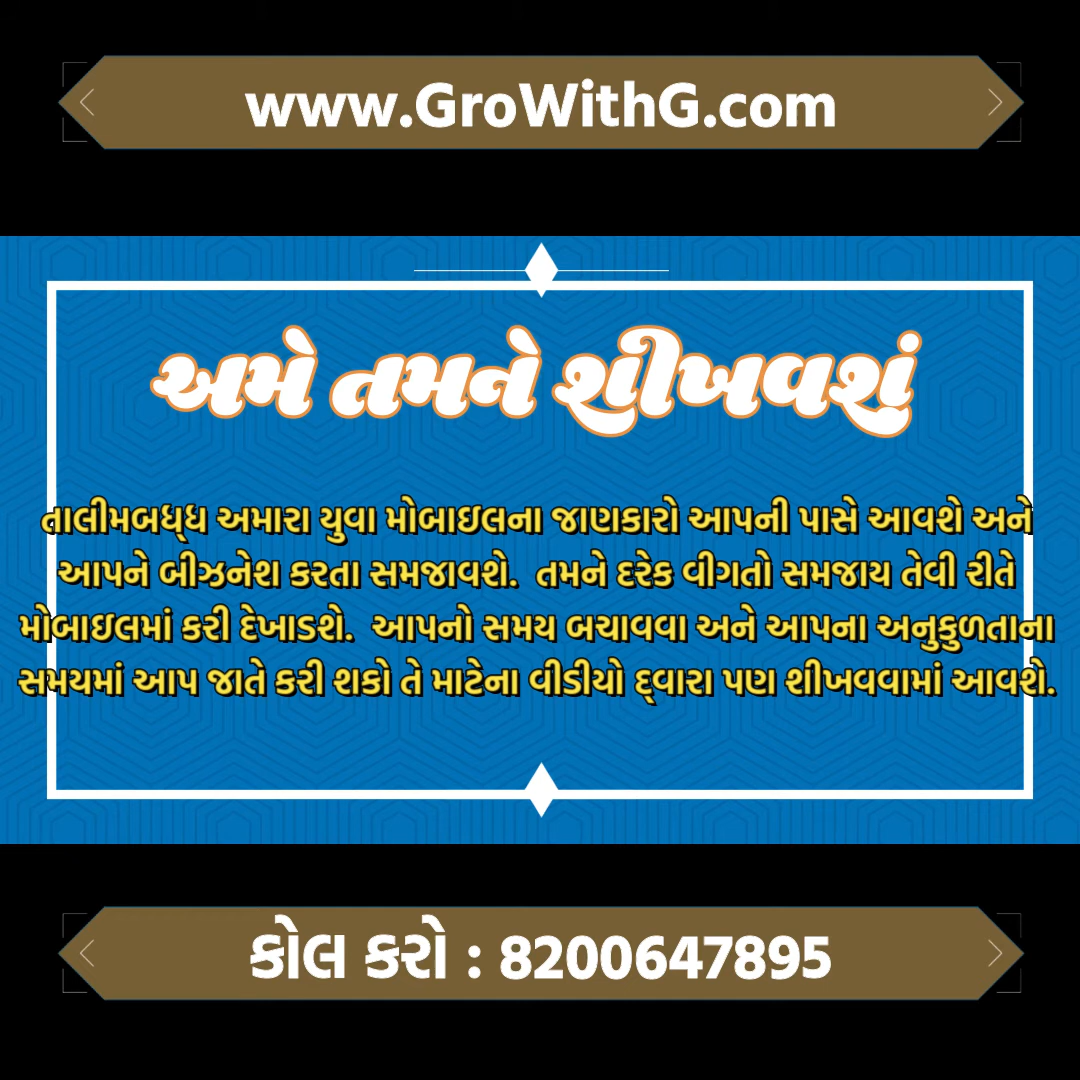 www.GroWithG.com
અમે તમને શીખવશું
તાલીમબધ્ધ અમારા યુવા મોબાઇલના જાણકારો આપની પાસે આવશે અને
આપને બીઝનેશ કરતા સમજાવશે. તમને દરેક વીગતો સમજાય તેવી રીતે
મોબાઇલમાં કરી દેખાડશે. આપનો સમય બચાવવા અને આપના અનુકુળતાના
સમયમાં આપ જાતે કરી શકો તે માટેના વીડીયો દ્વારા પણ શીખવવામાં આવશે.
કોલ કરો : 8200647895